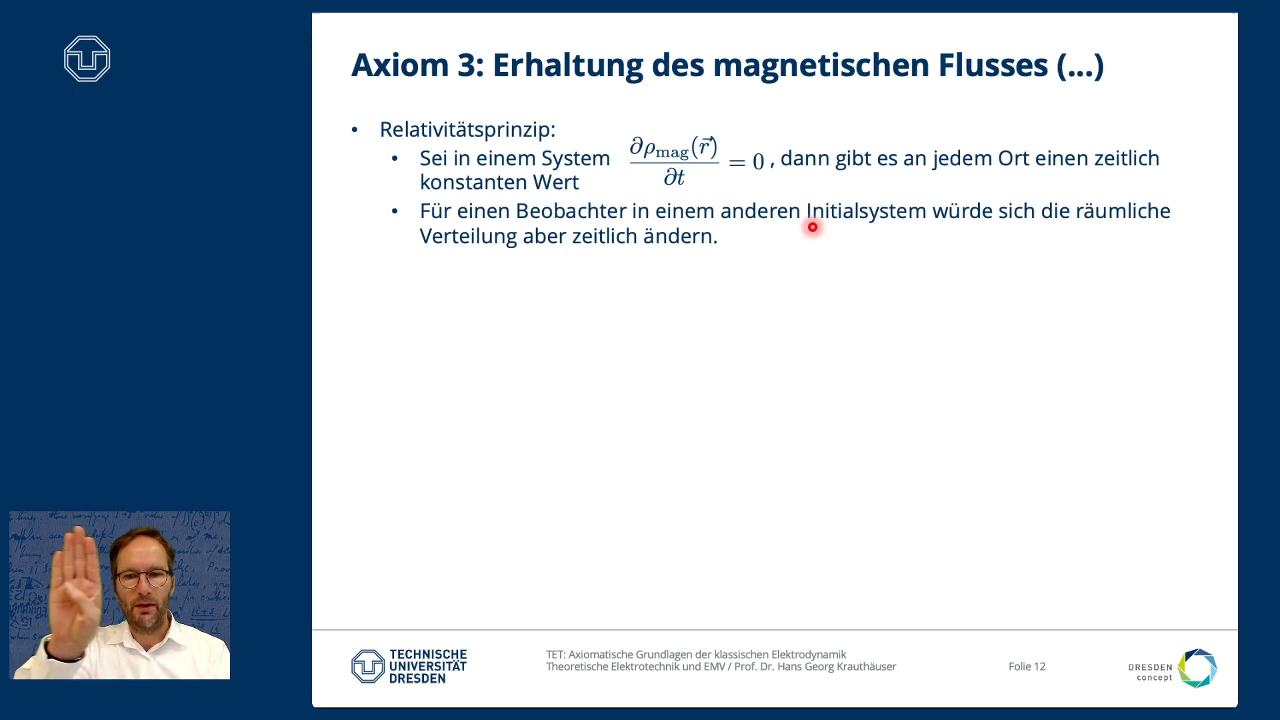 Axiom 3: Erhaltung des magnetischen Flusses (...)
• Relativitätsprinzip:
• Sei in einem System ∂ρ_mag(r⃗)/∂t = 0 , dann gibt es an jedem Ort einen zeitlich
konstanten Wert
• Für einen Beobachter in einem anderen Initialsystem würde sich die räumliche
Verteilung aber zeitlich ändern.
TECHNISCHE
UNIVERSITÄT
DRESDEN
TET: Axiomatische Grundlagen der klassischen Elektrodynamik
Theoretische Elektrotechnik und EMV / Prof. Dr. Hans Georg Krauthäuser
Folie 12
DRESDEN
concept